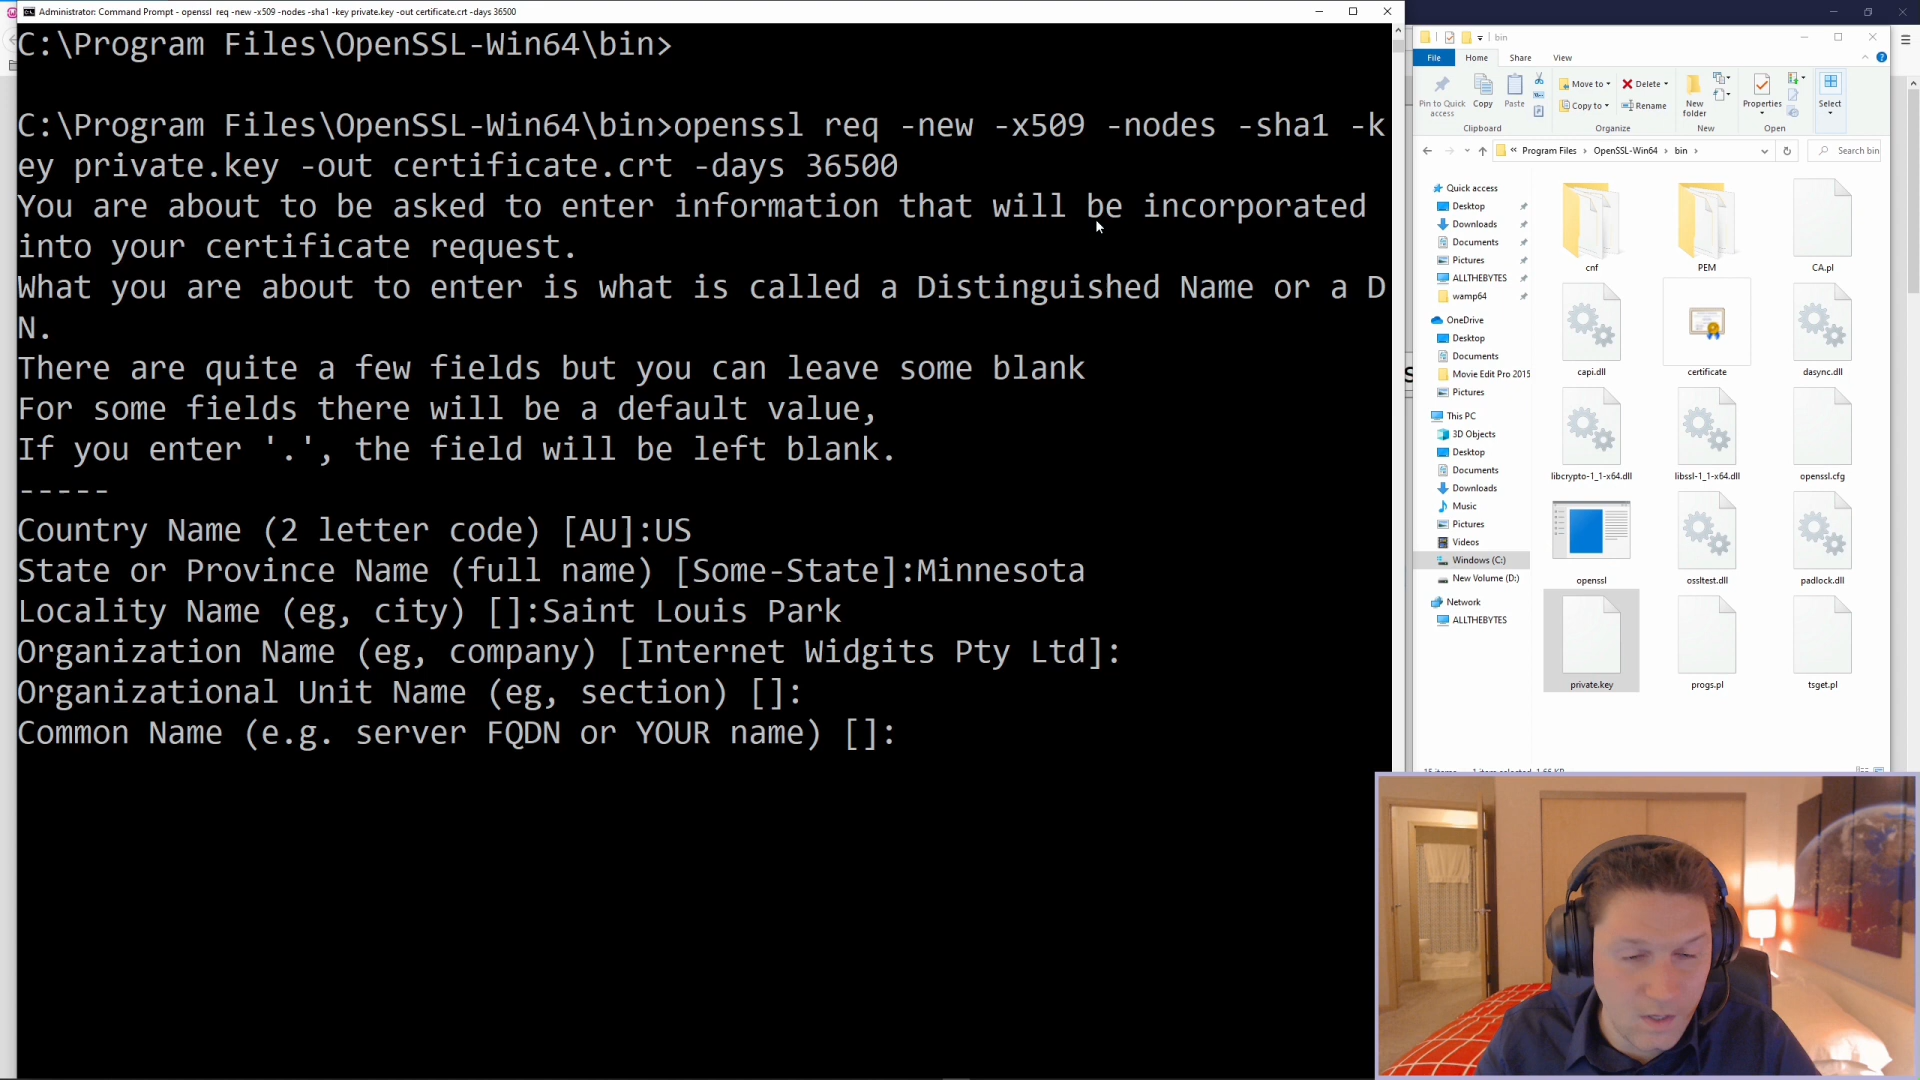 Administrator: Command Prompt - openssl req -new -x509 -nodes -sha1 -key private.key -out certificate.crt -days 36500
C:\Program Files\OpenSSL-Win64\bin>
C:\Program Files\OpenSSL-Win64\bin>openssl req -new -x509 -nodes -sha1 -k
ey private.key -out certificate.crt -days 36500
You are about to be asked to enter information that will be incorporated
into your certificate request.
What you are about to enter is what is called a Distinguished Name or a D
N.
There are quite a few fields but you can leave some blank
For some fields there will be a default value,
If you enter '.', the field will be left blank.
-----
Country Name (2 letter code) [AU]:US
State or Province Name (full name) [Some-State]:Minnesota
Locality Name (eg, city) []:Saint Louis Park
Organization Name (eg, company) [Internet Widgits Pty Ltd]:
Organizational Unit Name (eg, section) []:
Common Name (e.g. server FQDN or YOUR name) []:
bin
File Home Share View
Pin to Quick access
Copy
Paste
Move to
Copy to
Delete
Rename
New folder
Properties
Select
Clipboard Organize New Open
Program Files OpenSSL-Win64 bin
Search bin
Quick access
Desktop
Downloads
Documents
Pictures
ALLTHEBYTES
wamp64
OneDrive
Desktop
Documents
Movie Edit Pro 2015
Pictures
This PC
3D Objects
Desktop
Documents
Downloads
Music
Pictures
Videos
Windows (C:)
New Volume (D:)
Network
ALLTHEBYTES
cnf PEM CA.pl
capi.dll certificate dasync.dll
libcrypto-1_1-x64.dll libssl-1_1-x64.dll openssl.cfg
openssl ossltest.dll padlock.dll
private.key progs.pl tsget.pl